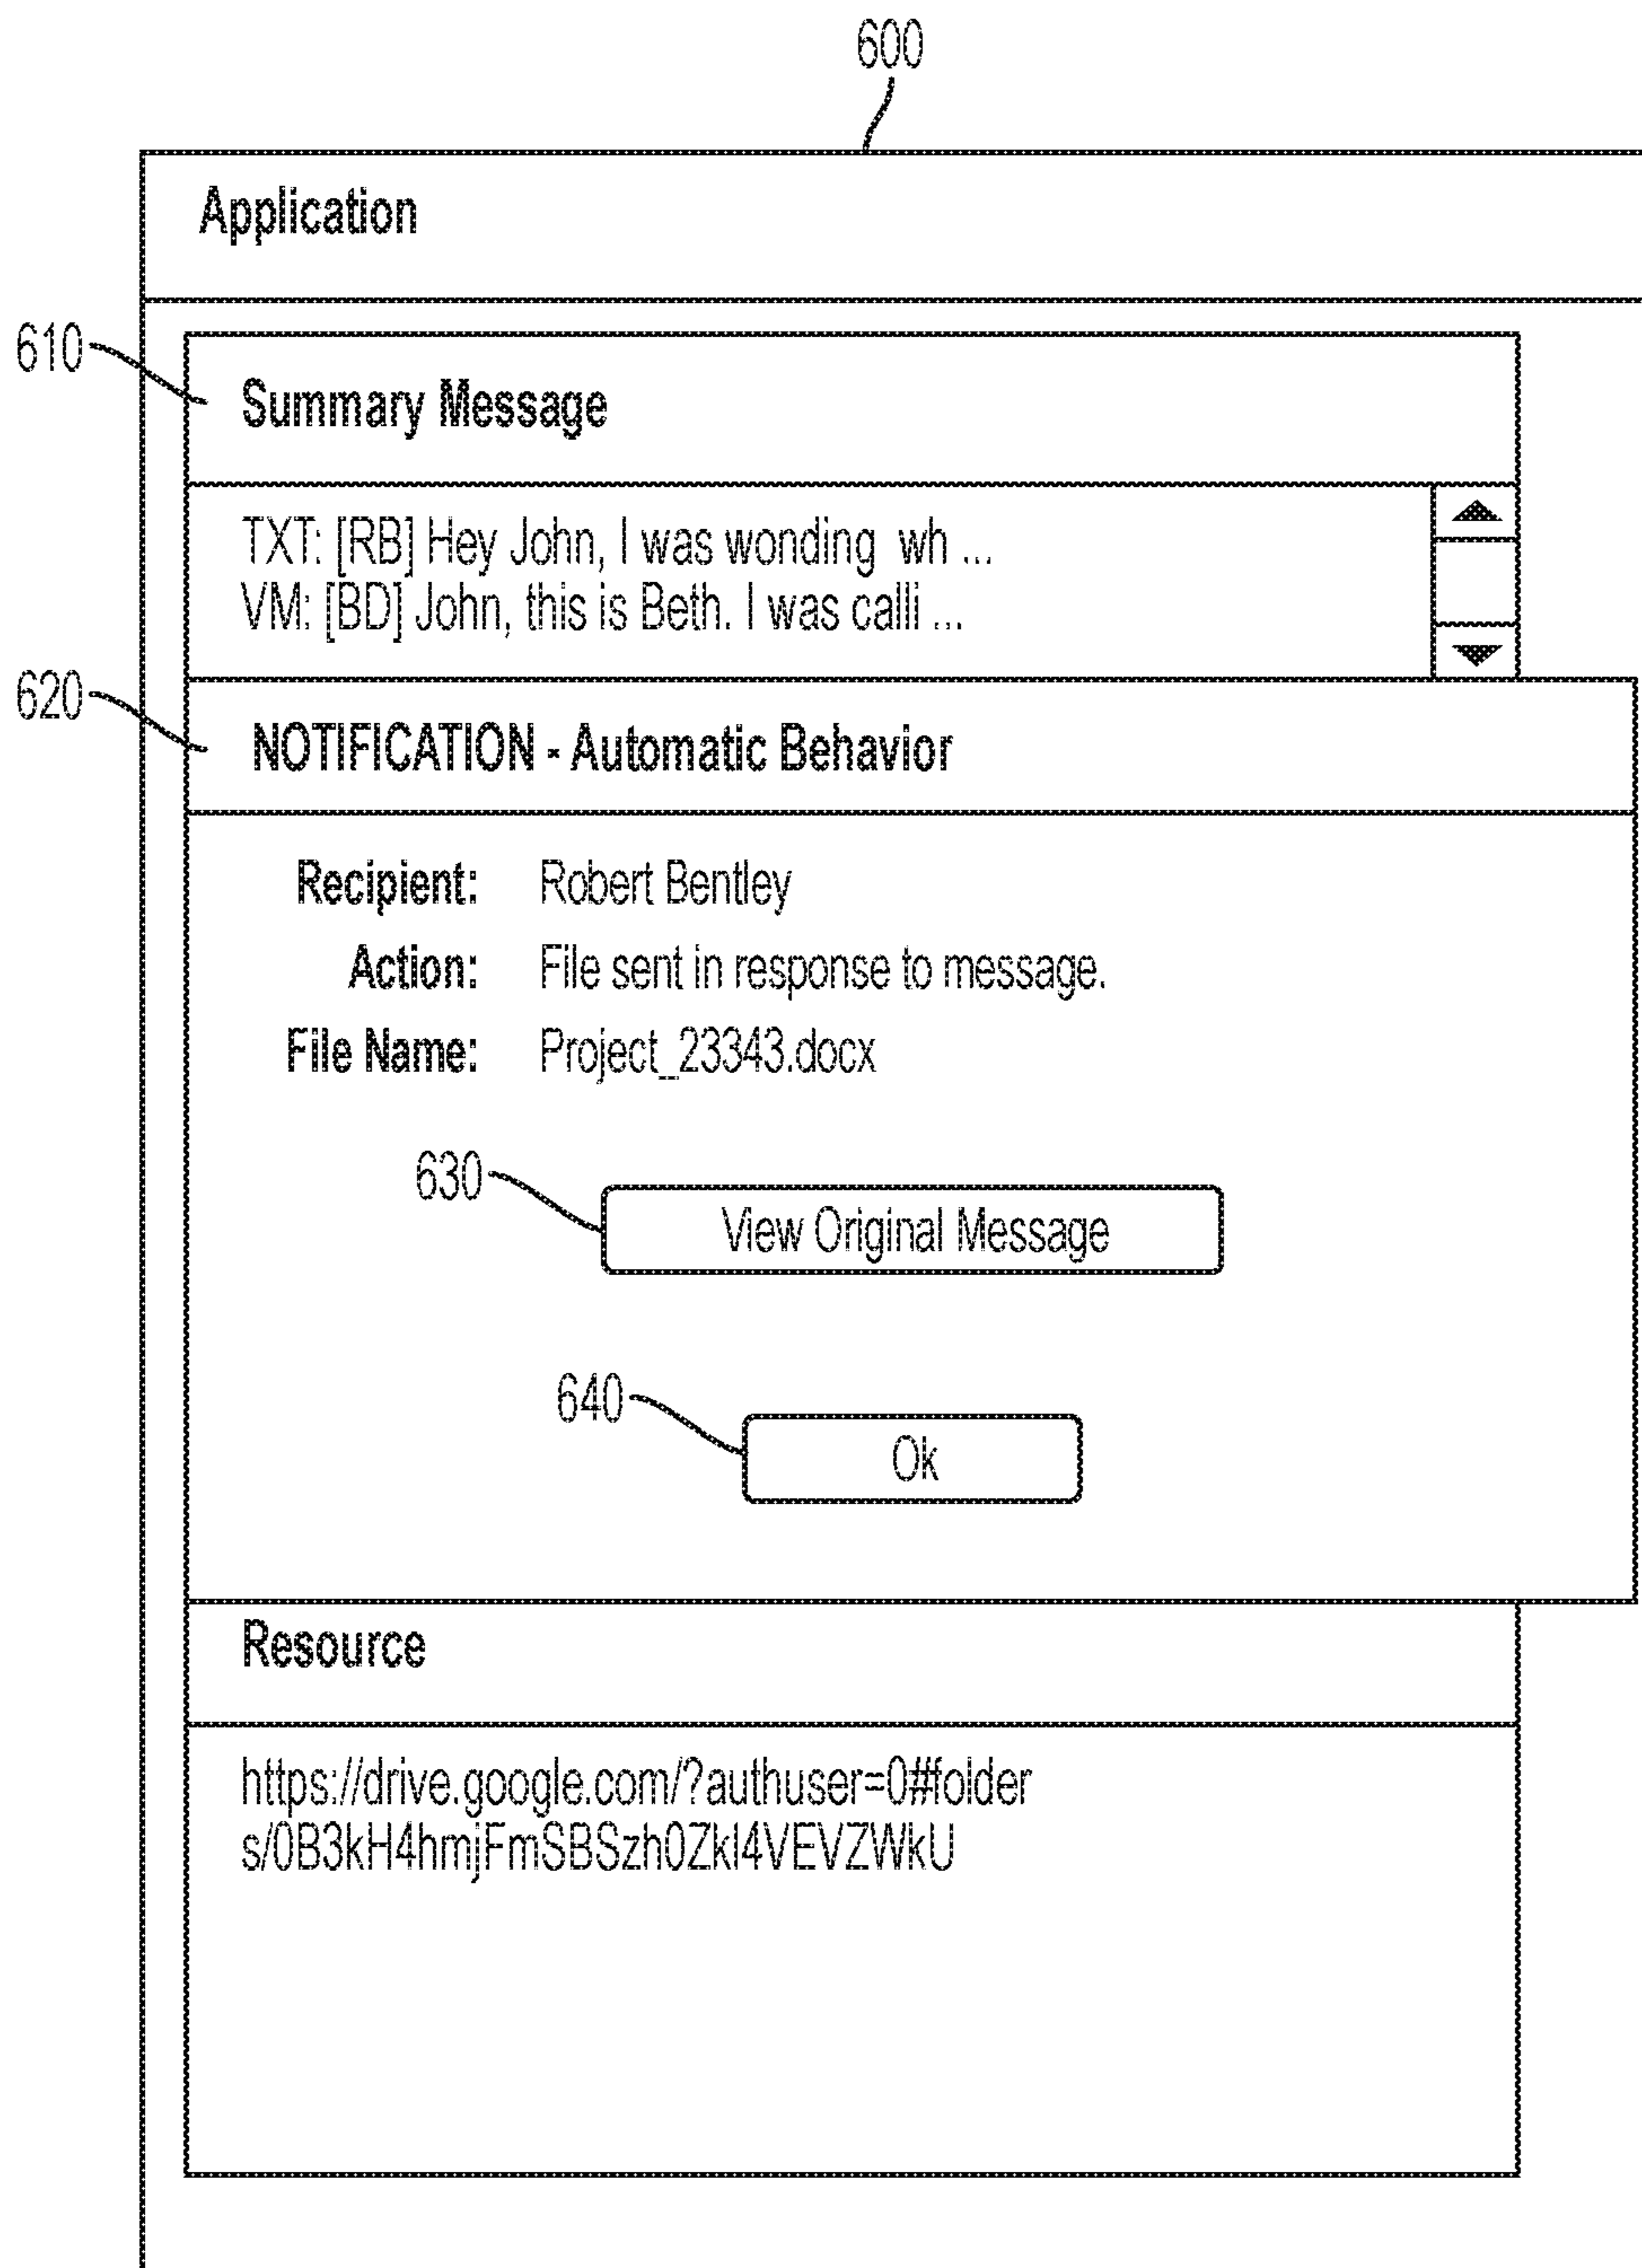 600
Application
610
Summary Message
TXT: [RB] Hey John, I was wonding wh ...
VM: [BD] John, this is Beth. I was calli ...
620
NOTIFICATION - Automatic Behavior
Recipient: Robert Bentley
Action: File sent in response to message.
File Name: Project_23343.docx
630
View Original Message
640
Ok
Resource
https://drive.google.com/?authuser=0#folder
s/0B3kH4hmjFmSBSzh0ZkI4VEVZWkU